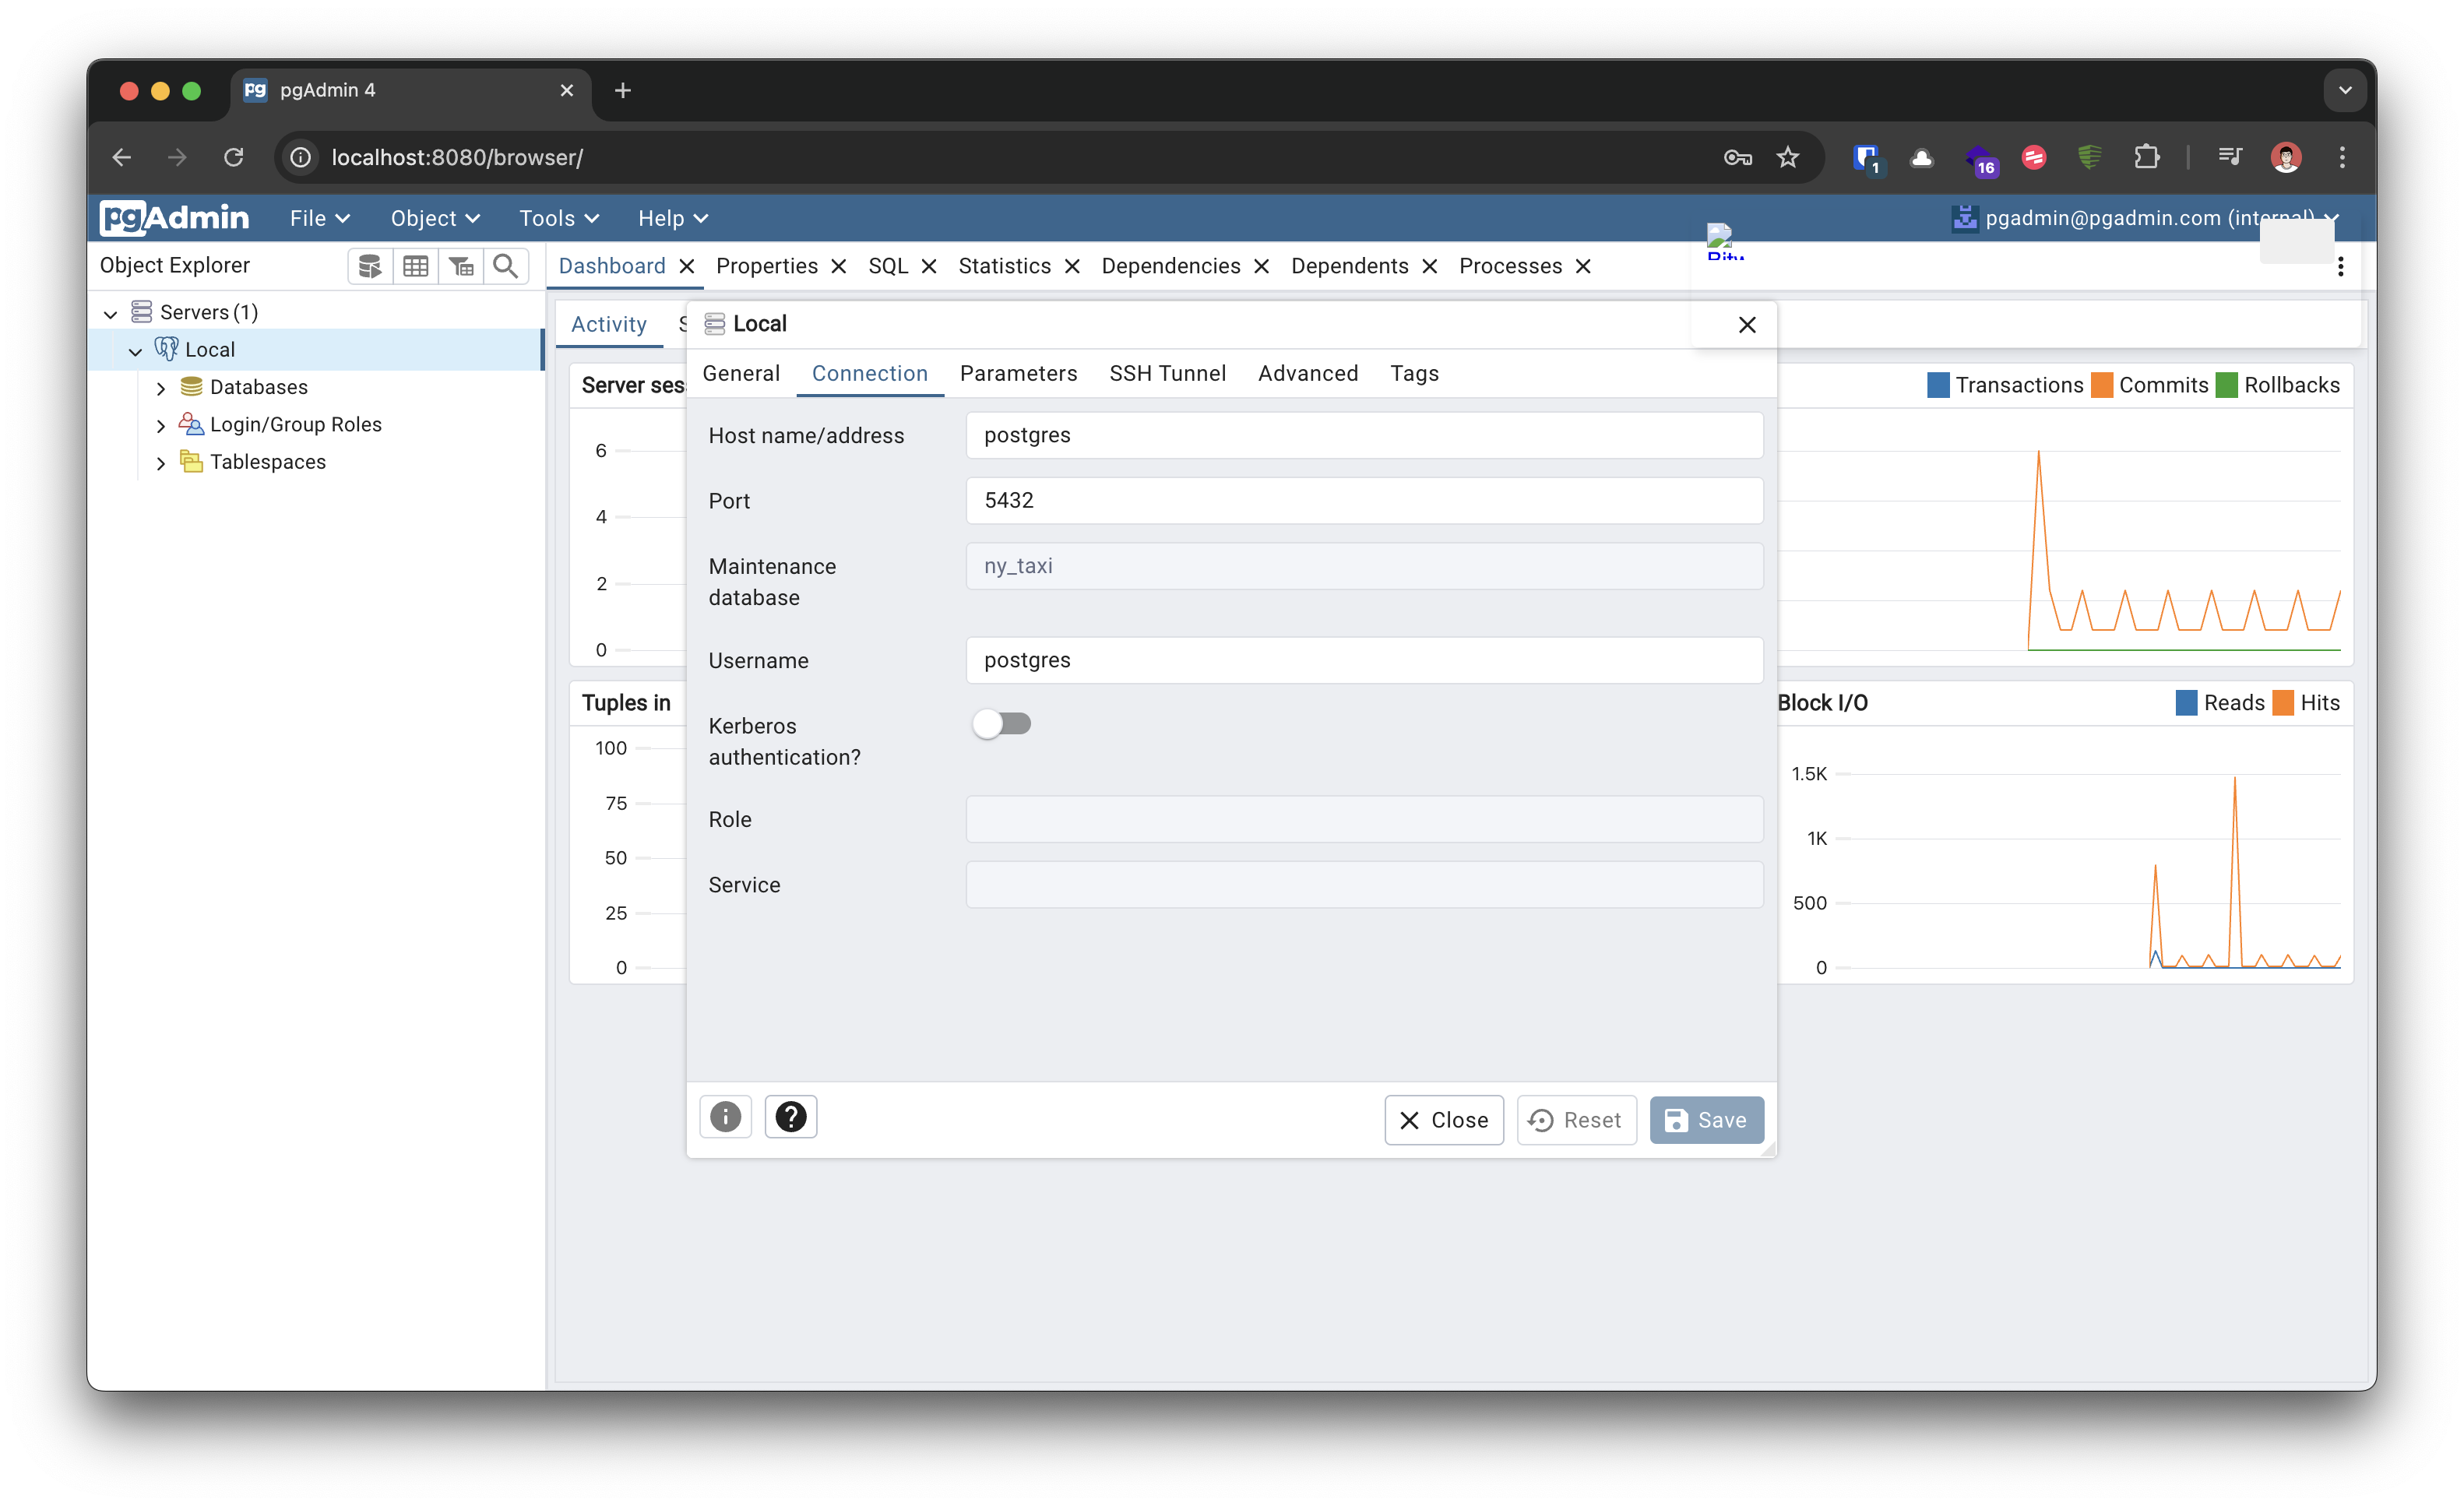 pg pgAdmin 4
localhost:8080/browser/
1
16
pgAdmin File Object Tools Help pgadmin@pgadmin.com (internal)
Object Explorer
Dashboard Properties SQL Statistics Dependencies Dependents Processes
Servers (1)
Local
Databases
Login/Group Roles
Tablespaces
Activity S
Server ses
6
4
2
0
Tuples in
100
75
50
25
0
Local
General Connection Parameters SSH Tunnel Advanced Tags
Host name/address postgres
Port 5432
Maintenance
database
ny_taxi
Username postgres
Kerberos
authentication?
Role
Service
Close Reset Save
Transactions Commits Rollbacks
Block I/O Reads Hits
1.5K
1K
500
0